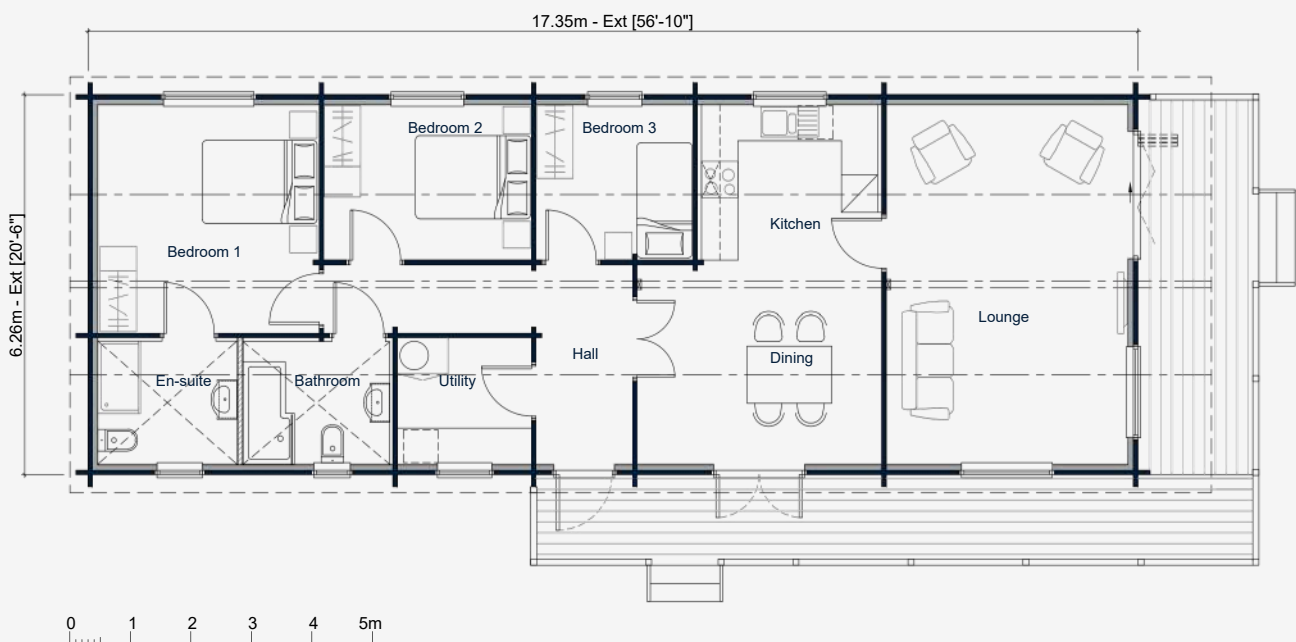 17.35m - Ext [56'-10"]
6.26m - Ext [20'-6"]
Bedroom 2
Bedroom 3
Kitchen
Bedroom 1
Lounge
Hall
Dining
En-suite
Bathroom
Utility
0 1 2 3 4 5m